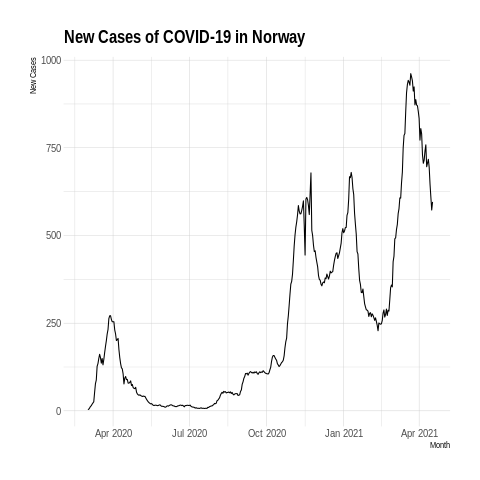 New Cases of COVID-19 in Norway
New Cases
1000
750
500
250
0
Apr 2020 Jul 2020 Oct 2020 Jan 2021 Apr 2021
Month